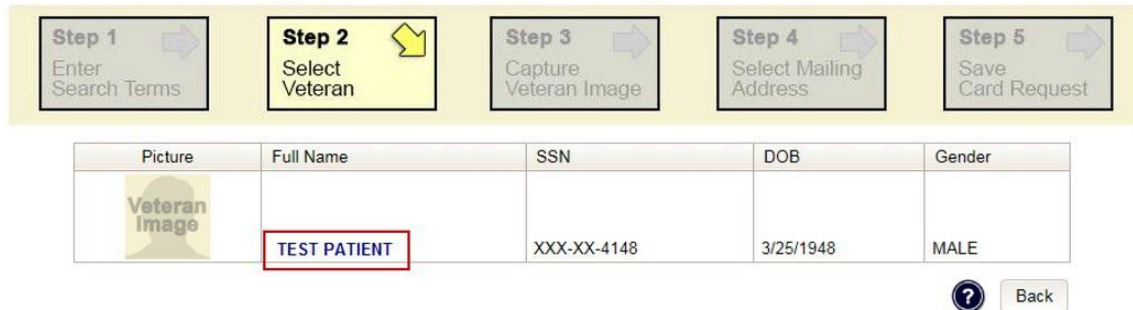 Step 1
Enter
Search Terms
Step 2
Select
Veteran
Step 3
Capture
Veteran Image
Step 4
Select Mailing
Address
Step 5
Save
Card Request
Picture Full Name SSN DOB Gender
Veteran
Image
TEST PATIENT XXX-XX-4148 3/25/1948 MALE
? Back